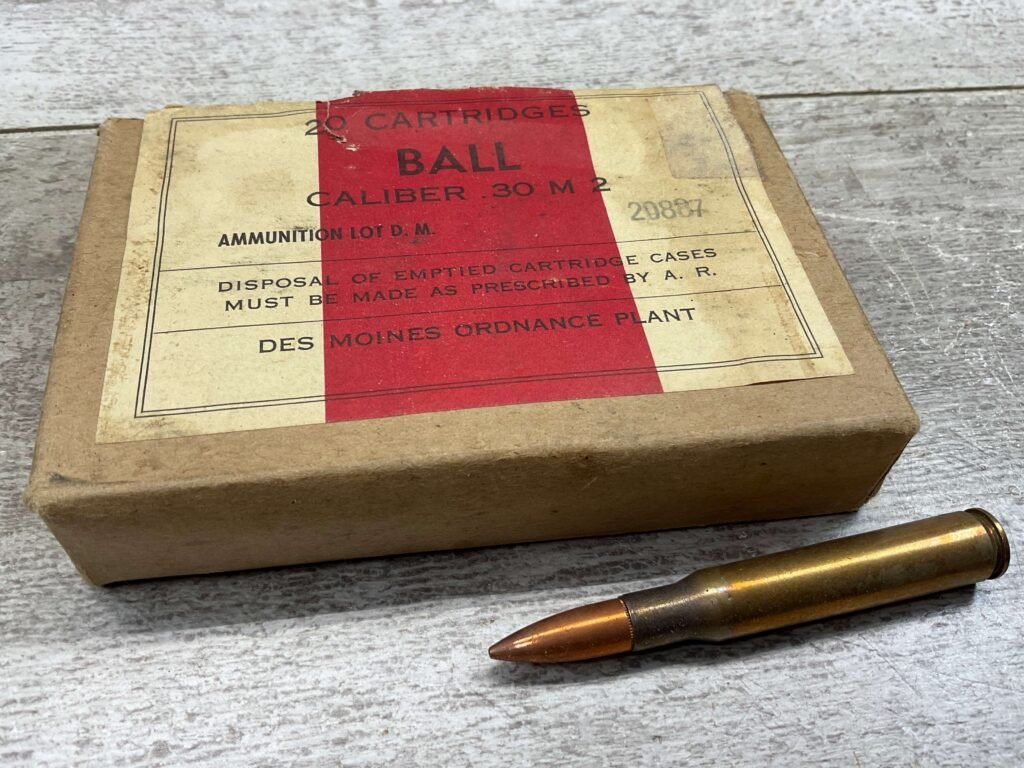 20 CARTRIDGES
BALL
CALIBER .30 M 2
AMMUNITION LOT D. M. 20887
DISPOSAL OF EMPTIED CARTRIDGE CASES
MUST BE MADE AS PRESCRIBED BY A. R.
DES MOINES ORDNANCE PLANT